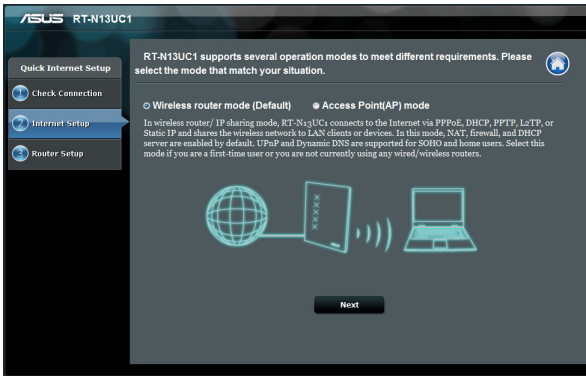 ASUS RT-N13UC1
Quick Internet Setup
1 Check Connection
2 Internet Setup
3 Router Setup
RT-N13UC1 supports several operation modes to meet different requirements. Please
select the mode that match your situation.
Wireless router mode (Default) Access Point(AP) mode
In wireless router/ IP sharing mode, RT-N13UC1 connects to the Internet via PPPoE, DHCP, PPTP, L2TP, or
Static IP and shares the wireless network to LAN clients or devices. In this mode, NAT, firewall, and DHCP
server are enabled by default. UPnP and Dynamic DNS are supported for SOHO and home users. Select this
mode if you are a first-time user or you are not currently using any wired/wireless routers.
Next